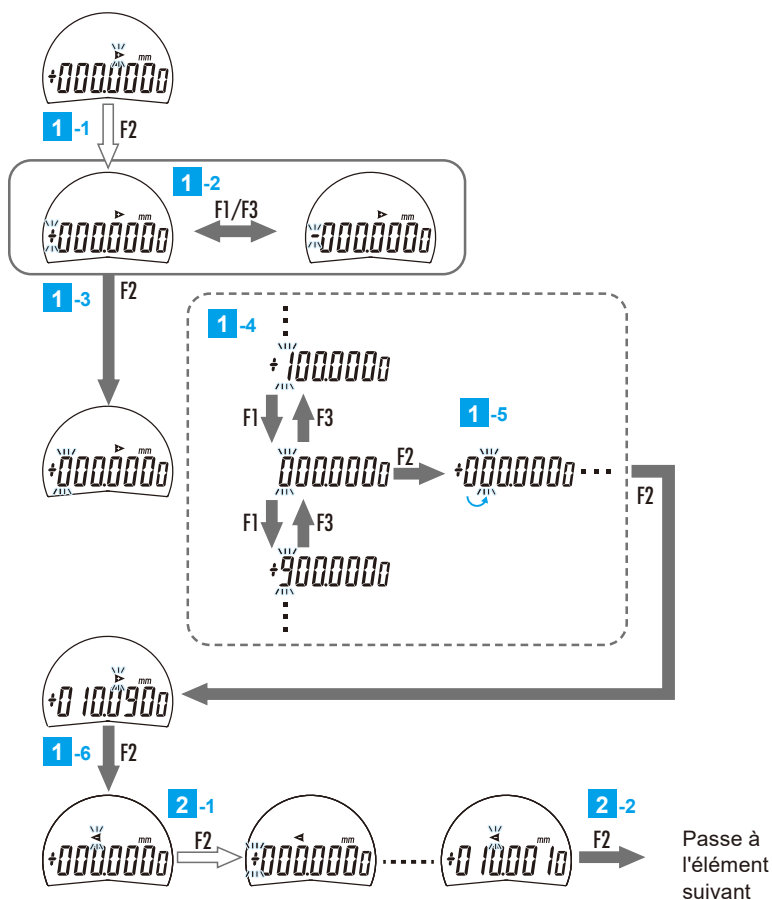 mm
+000.0000
1 -1
F2
1 -2
mm
+000.0000
F1/F3
mm
-000.0000
1 -3
F2
1 -4
+100.0000
F1
F3
1 -5
mm
+000.0000
000.0000
F2
+000.0000
F2
F1
F3
+900.0000
mm
+010.0900
1 -6
F2
2 -1
2 -2
mm
+000.0000
F2
mm
+000.0000
mm
+010.0010
F2
Passe à
l'élément
suivant